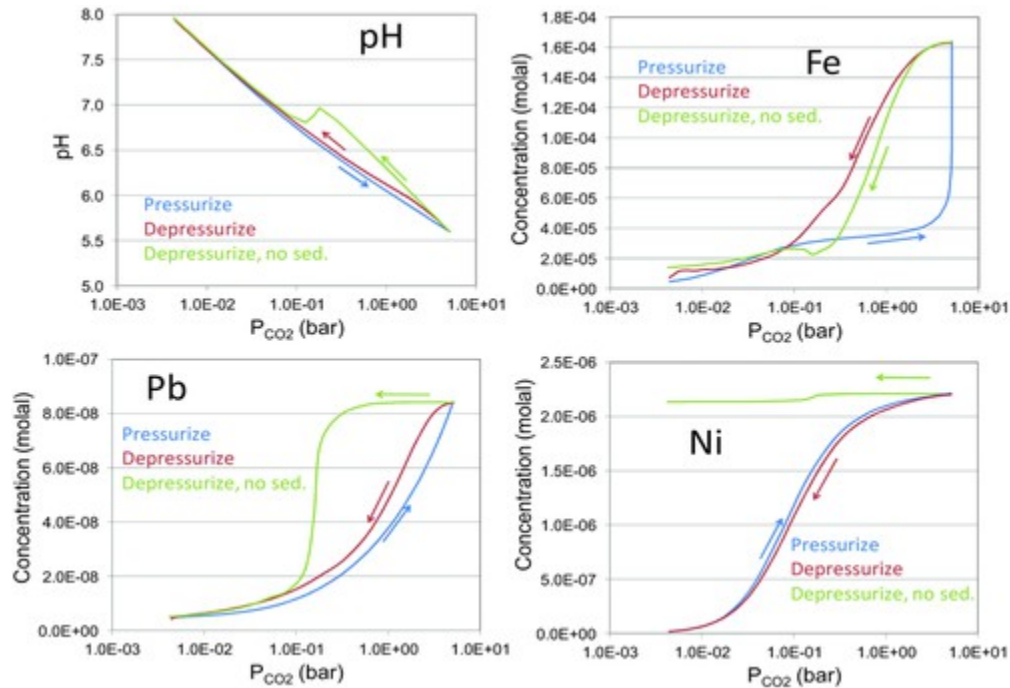 pH
8.0
7.5
7.0
6.5
6.0
5.5
5.0
pH
Pressurize
Depressurize
Depressurize, no sed.
1.0E-03 1.0E-02 1.0E-01 1.0E+00 1.0E+01
PCO2 (bar)
Fe
1.8E-04
1.6E-04
1.4E-04
1.2E-04
1.0E-04
8.0E-05
6.0E-05
4.0E-05
2.0E-05
0.0E+00
Concentration (molal)
Pressurize
Depressurize
Depressurize, no sed.
1.0E-03 1.0E-02 1.0E-01 1.0E+00 1.0E+01
PCO2 (bar)
Pb
1.0E-07
8.0E-08
6.0E-08
4.0E-08
2.0E-08
0.0E+00
Concentration (molal)
Pressurize
Depressurize
Depressurize, no sed.
1.0E-03 1.0E-02 1.0E-01 1.0E+00 1.0E+01
PCO2 (bar)
Ni
2.5E-06
2.0E-06
1.5E-06
1.0E-06
5.0E-07
0.0E+00
Concentration (molal)
Pressurize
Depressurize
Depressurize, no sed.
1.0E-03 1.0E-02 1.0E-01 1.0E+00 1.0E+01
PCO2 (bar)